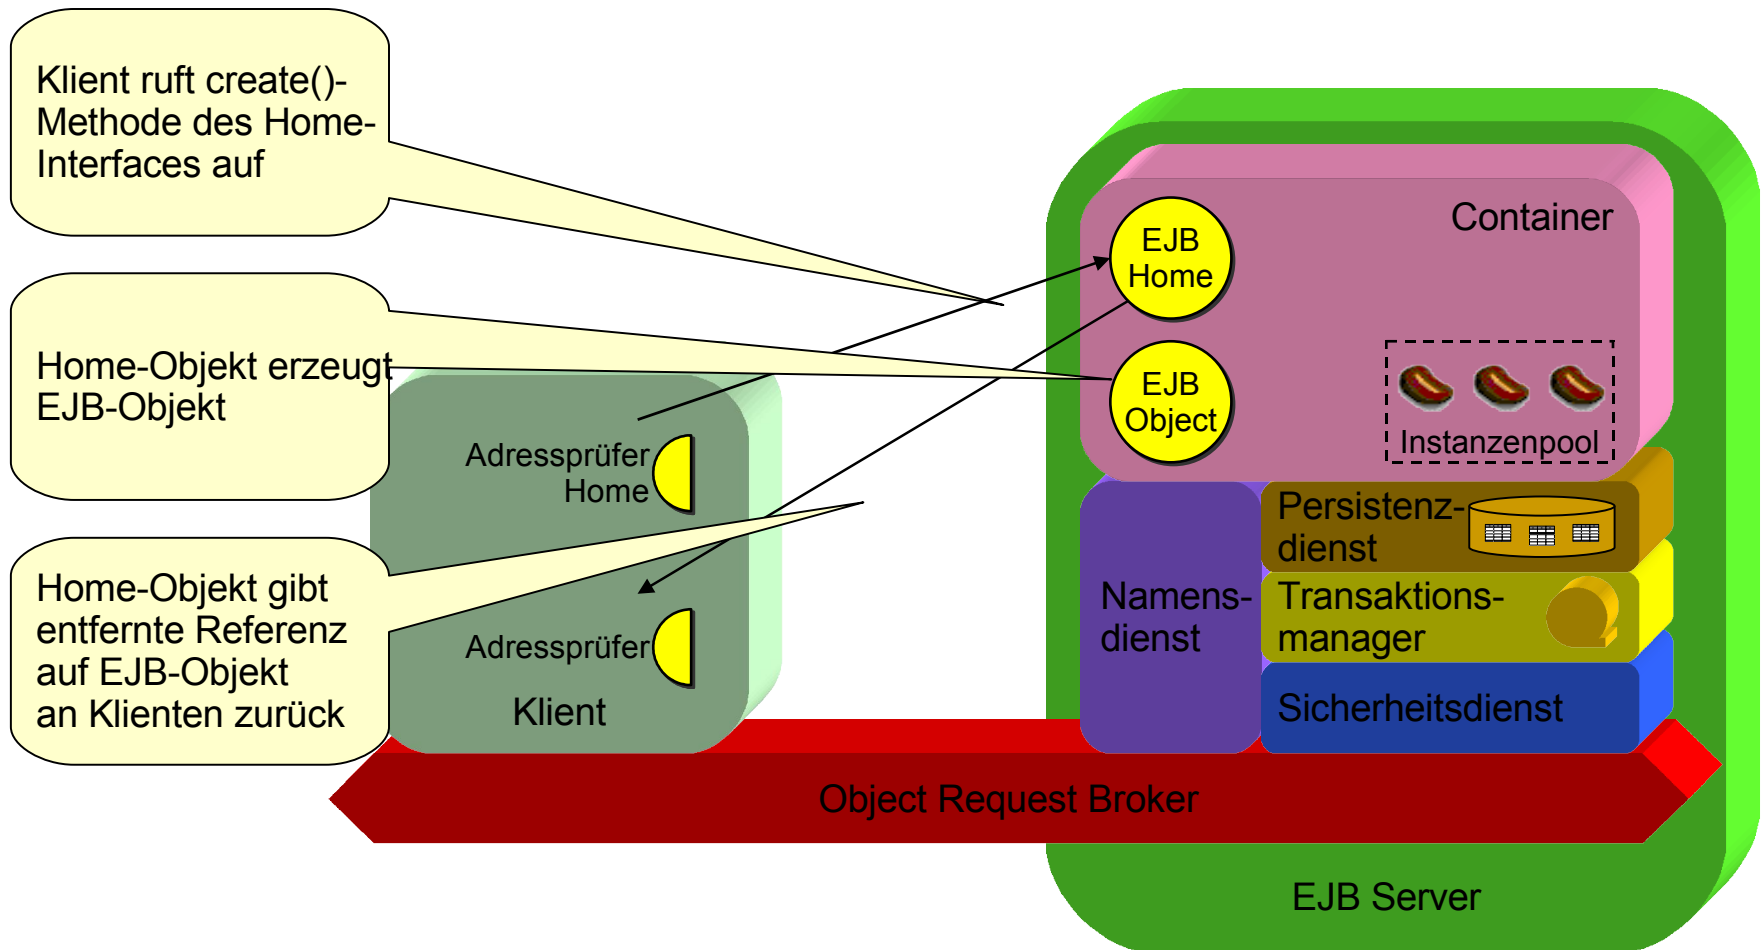 Klient ruft create()-
Methode des Home-
Interfaces auf
Home-Objekt erzeugt
EJB-Objekt
Home-Objekt gibt
entfernte Referenz
auf EJB-Objekt
an Klienten zurück
Adressprüfer
Home
Adressprüfer
Klient
EJB
Home
EJB
Object
Container
Instanzenpool
Namens-
dienst
Persistenz-
dienst
Transaktions-
manager
Sicherheitsdienst
Object Request Broker
EJB Server